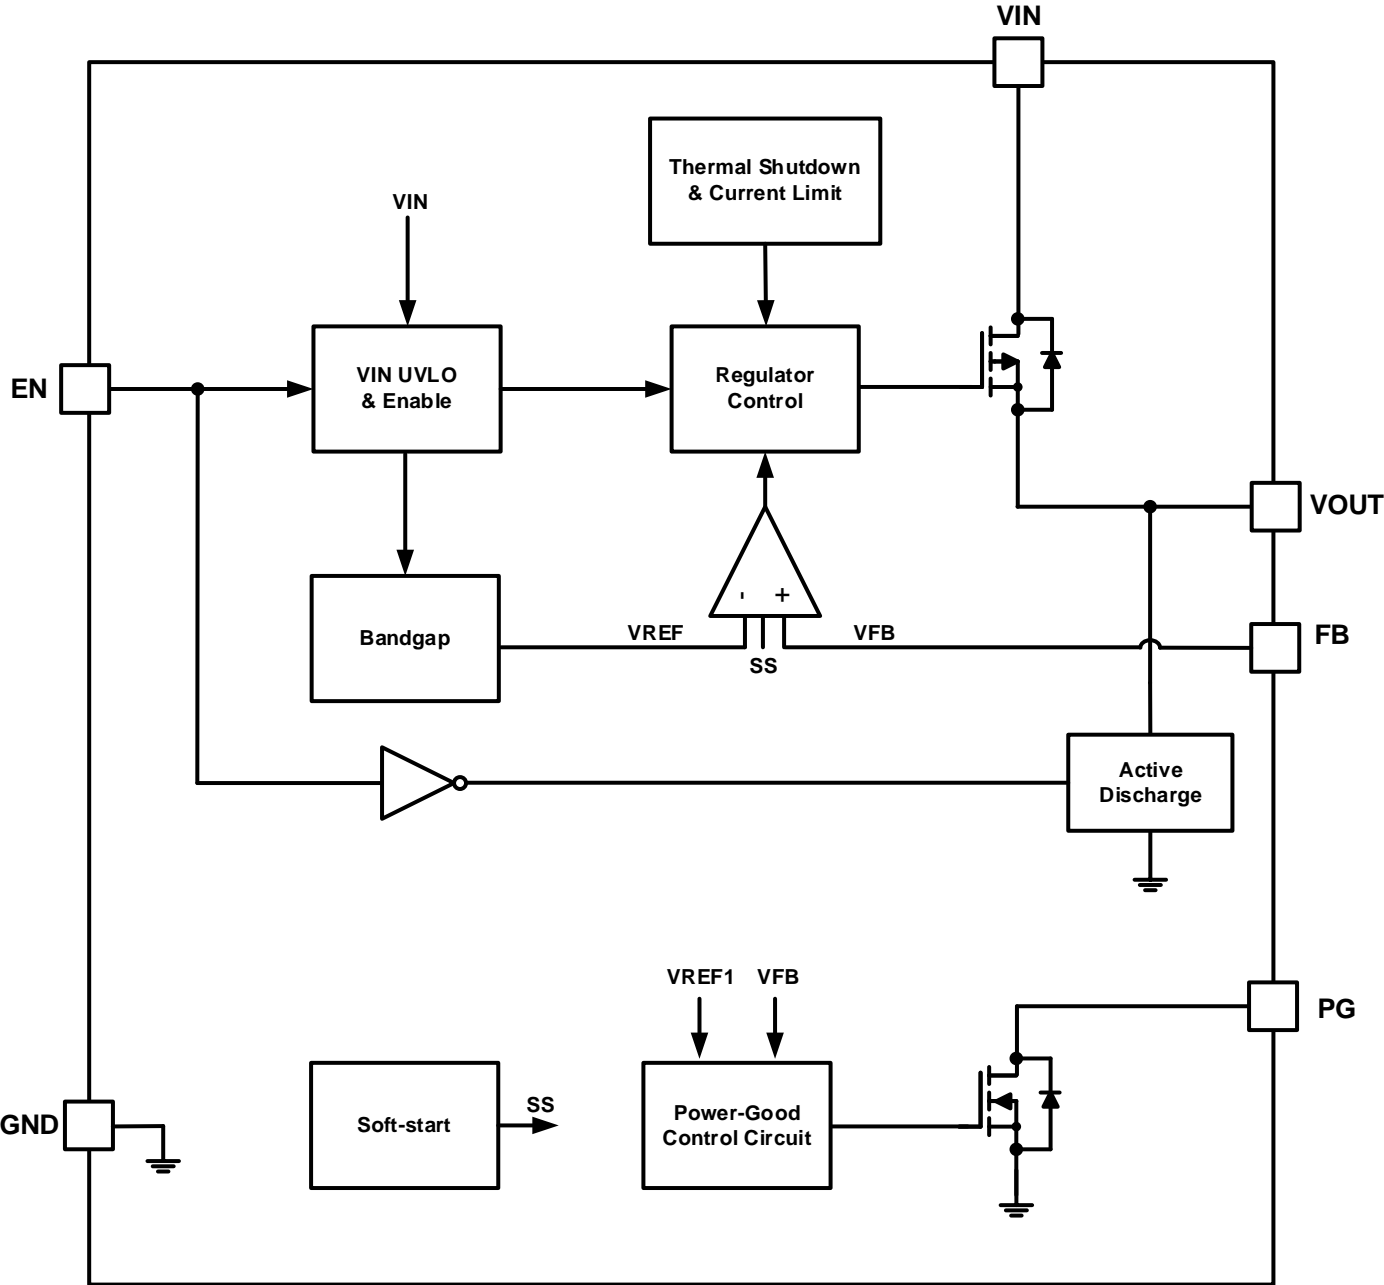 VIN
Thermal Shutdown
& Current Limit
VIN
EN
VIN UVLO
& Enable
Regulator
Control
VOUT
- +
Bandgap
VREF
SS
VFB
FB
Active
Discharge
VREF1
VFB
PG
GND
Soft-start
SS
Power-Good
Control Circuit